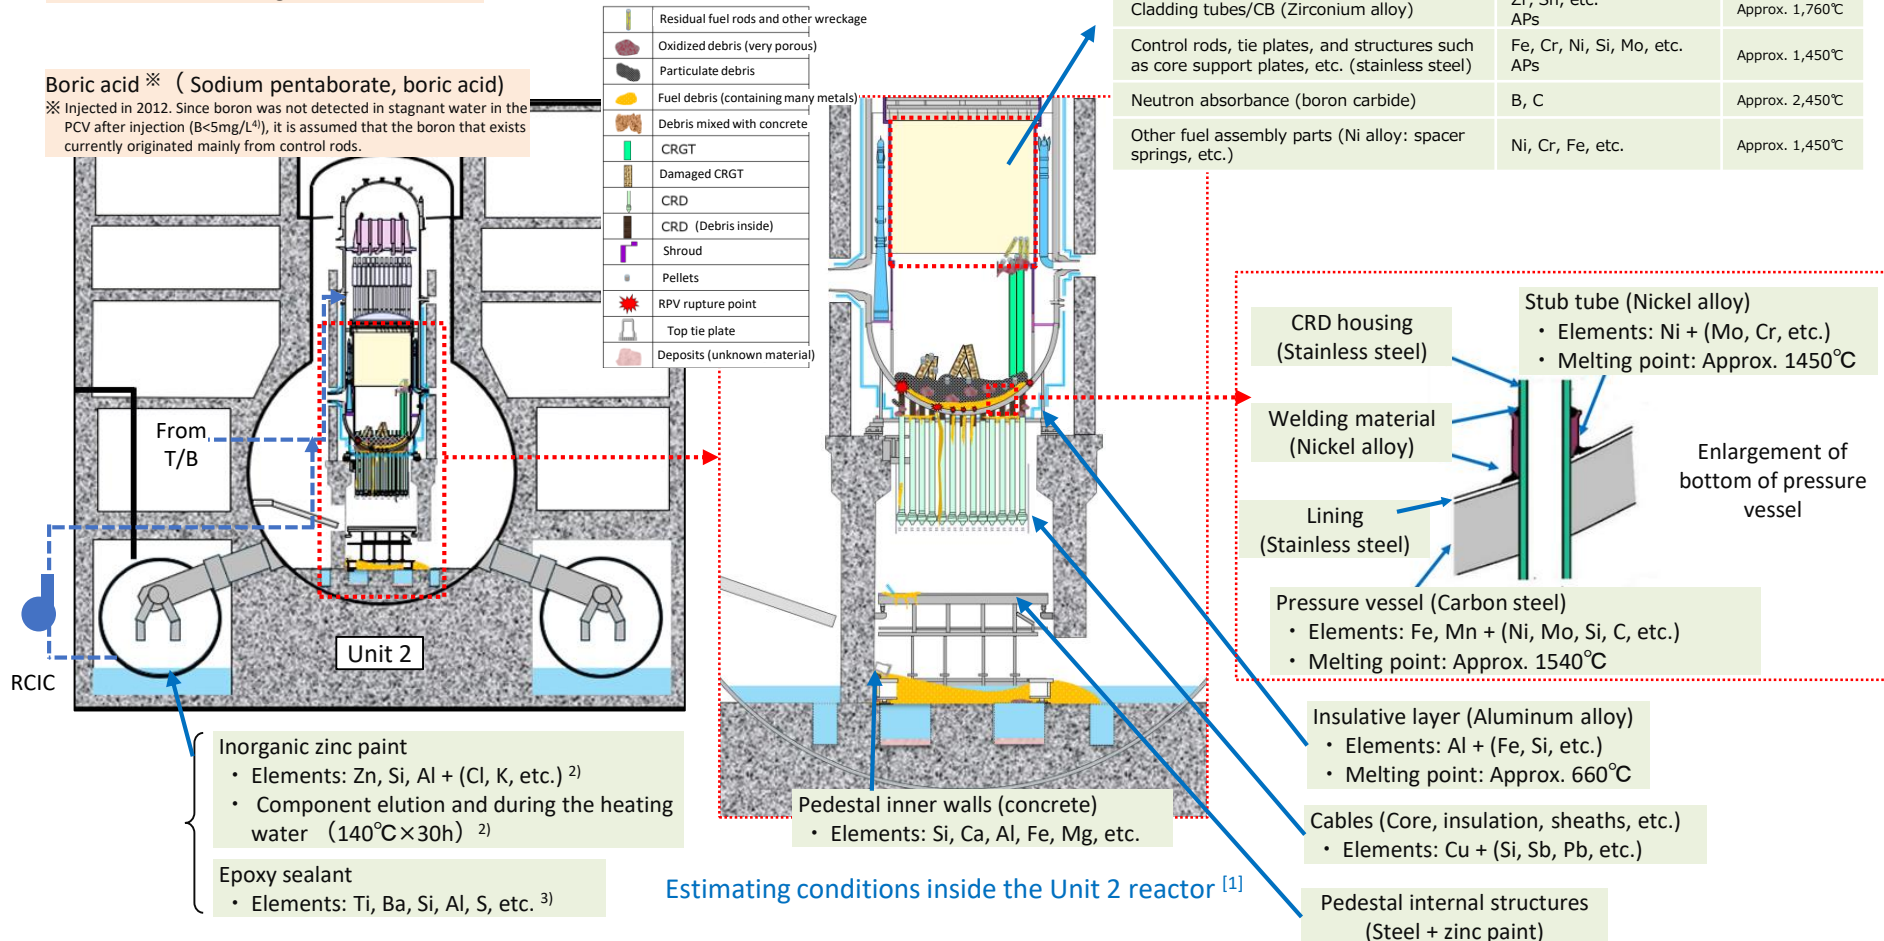 Boric acid ※ ( Sodium pentaborate, boric acid)
※ Injected in 2012. Since boron was not detected in stagnant water in the
PCV after injection (B<5mg/L4)), it is assumed that the boron that exists
currently originated mainly from control rods.
Residual fuel rods and other wreckage
Oxidized debris (very porous)
Particulate debris
Fuel debris (containing many metals)
Debris mixed with concrete
CRGT
Damaged CRGT
CRD
CRD (Debris inside)
Shroud
Pellets
RPV rupture point
Top tie plate
Deposits (unknown material)
Cladding tubes/CB (Zirconium alloy)
Zr, Sn, etc.
APs
Approx. 1,760℃
Control rods, tie plates, and structures such
as core support plates, etc. (stainless steel)
Fe, Cr, Ni, Si, Mo, etc.
APs
Approx. 1,450℃
Neutron absorbance (boron carbide)
B, C
Approx. 2,450℃
Other fuel assembly parts (Ni alloy: spacer
springs, etc.)
Ni, Cr, Fe, etc.
Approx. 1,450℃
From
T/B
RCIC
Unit 2
CRD housing
(Stainless steel)
Stub tube (Nickel alloy)
・ Elements: Ni + (Mo, Cr, etc.)
・ Melting point: Approx. 1450℃
Welding material
(Nickel alloy)
Enlargement of
bottom of pressure
vessel
Lining
(Stainless steel)
Pressure vessel (Carbon steel)
・ Elements: Fe, Mn + (Ni, Mo, Si, C, etc.)
・ Melting point: Approx. 1540℃
Insulative layer (Aluminum alloy)
・ Elements: Al + (Fe, Si, etc.)
・ Melting point: Approx. 660℃
Inorganic zinc paint
・ Elements: Zn, Si, Al + (Cl, K, etc.) 2)
・ Component elution and during the heating
water （140℃×30h） 2)
Pedestal inner walls (concrete)
・ Elements: Si, Ca, Al, Fe, Mg, etc.
Cables (Core, insulation, sheaths, etc.)
・ Elements: Cu + (Si, Sb, Pb, etc.)
Epoxy sealant
・ Elements: Ti, Ba, Si, Al, S, etc. 3)
Estimating conditions inside the Unit 2 reactor [1]
Pedestal internal structures
(Steel + zinc paint)